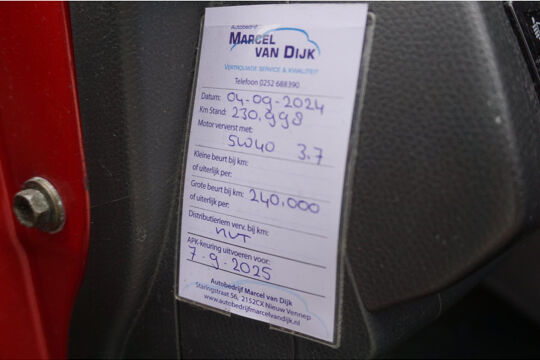 Autobedrijf
MARCEL
VAN DIJK
VERTROUWDE SERVICE & KWALITEIT
Telefoon 0252 688390
Datum: 04-09-2024
Km Stand: 230.998
Motor ververst met:
5W40 3.7
Kleine beurt bij km:
of uiterlijk per:
Grote beurt bij km: 240.000
of uiterlijk per:
Distributieriem verv. bij km:
NVT
APK-keuring uitvoeren voor:
7-9-2025
Autobedrijf Marcel van Dijk
Staringstraat 56, 2152CX Nieuw Vennep
www.autobedrijfmarcelvandijk.nl